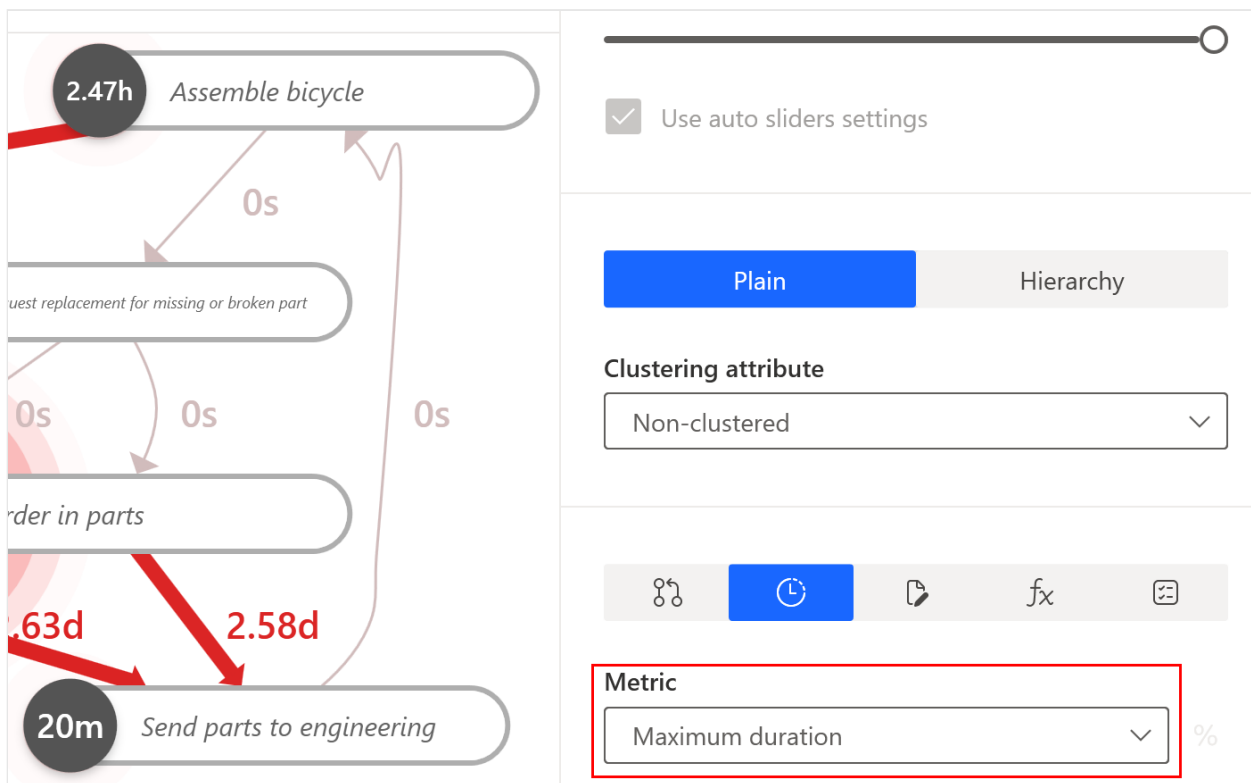 2.47h
Assemble bicycle
0s
uest replacement for missing or broken part
0s
0s
0s
rder in parts
.63d
2.58d
20m
Send parts to engineering
Use auto sliders settings
Plain
Hierarchy
Clustering attribute
Non-clustered
fx
Metric
Maximum duration
%